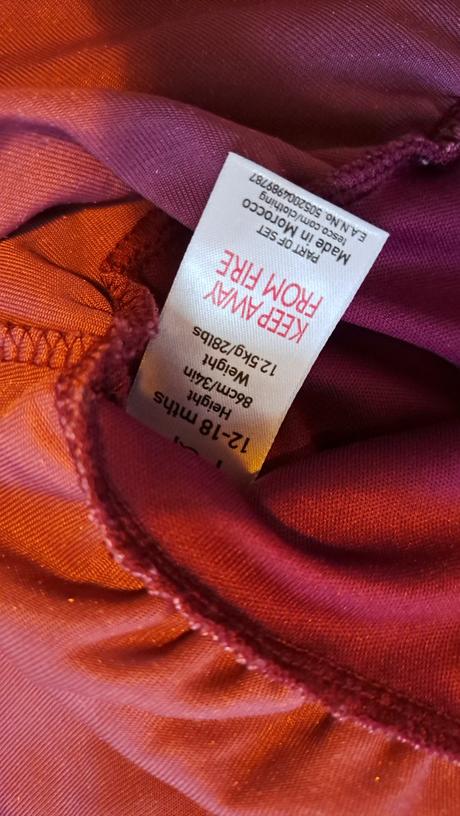 12-18 mths
Height
86cm/34in
Weight
12.5kg/28lbs
KEEP AWAY
FROM FIRE
PART OF SET
Made in Morocco
tesco.com/clothing
E.A.N.No. 5052004989787